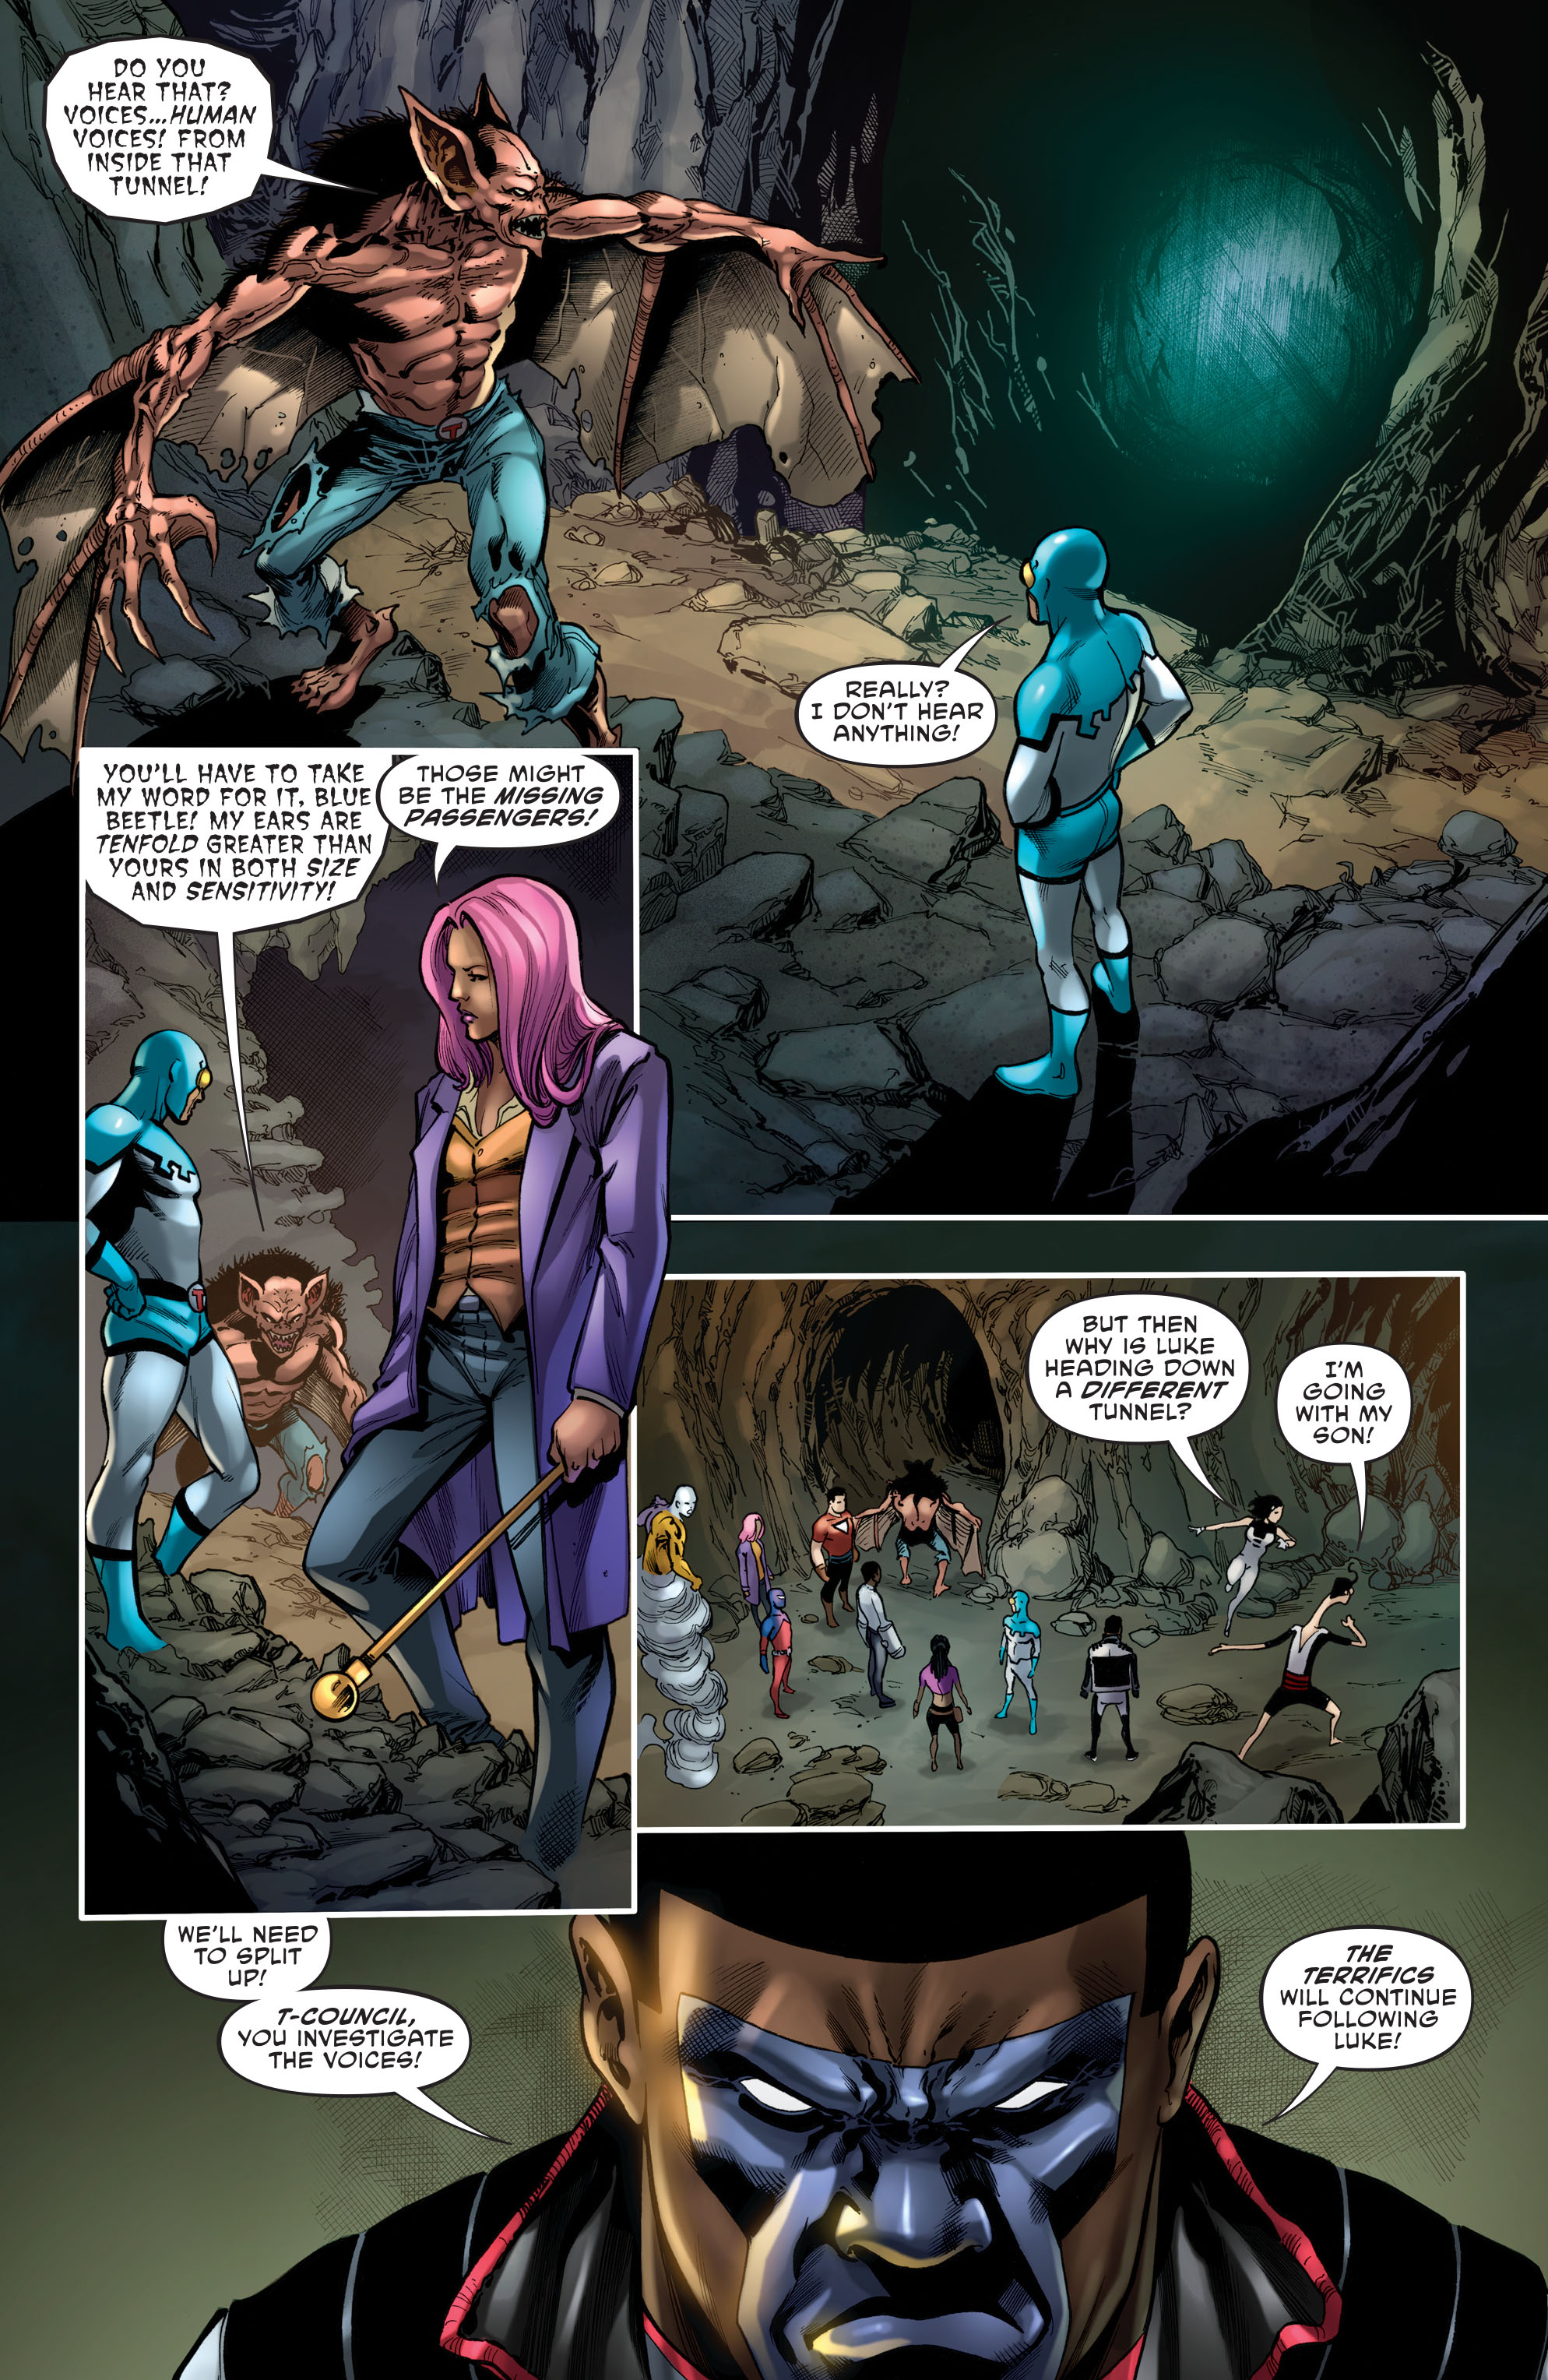 DO YOU
HEAR THAT?
VOICES...HUMAN
VOICES! FROM
INSIDE THAT
TUNNEL!
T
REALLY?
I DON'T HEAR
ANYTHING!
YOU'LL HAVE TO TAKE
MY WORD FOR IT, BLUE
BEETLE! MY EARS ARE
TENFOLD GREATER THAN
YOURS IN BOTH SIZE
AND SENSITIVITY!
THOSE MIGHT
BE THE MISSING
PASSENGERS!
T
BUT THEN
WHY IS LUKE
HEADING DOWN
A DIFFERENT
TUNNEL?
I'M
GOING
WITH MY
SON!
WE'LL NEED
TO SPLIT
UP!
T-COUNCIL,
YOU INVESTIGATE
THE VOICES!
THE
TERRIFICS
WILL CONTINUE
FOLLOWING
LUKE!